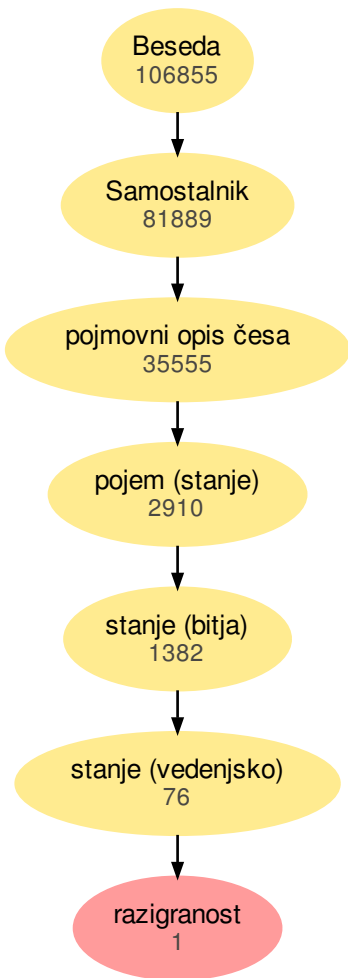 Beseda
106855
Samostalnik
81889
pojmovni opis česa
35555
pojem (stanje)
2910
stanje (bitja)
1382
stanje (vedenjsko)
76
razigranost
1